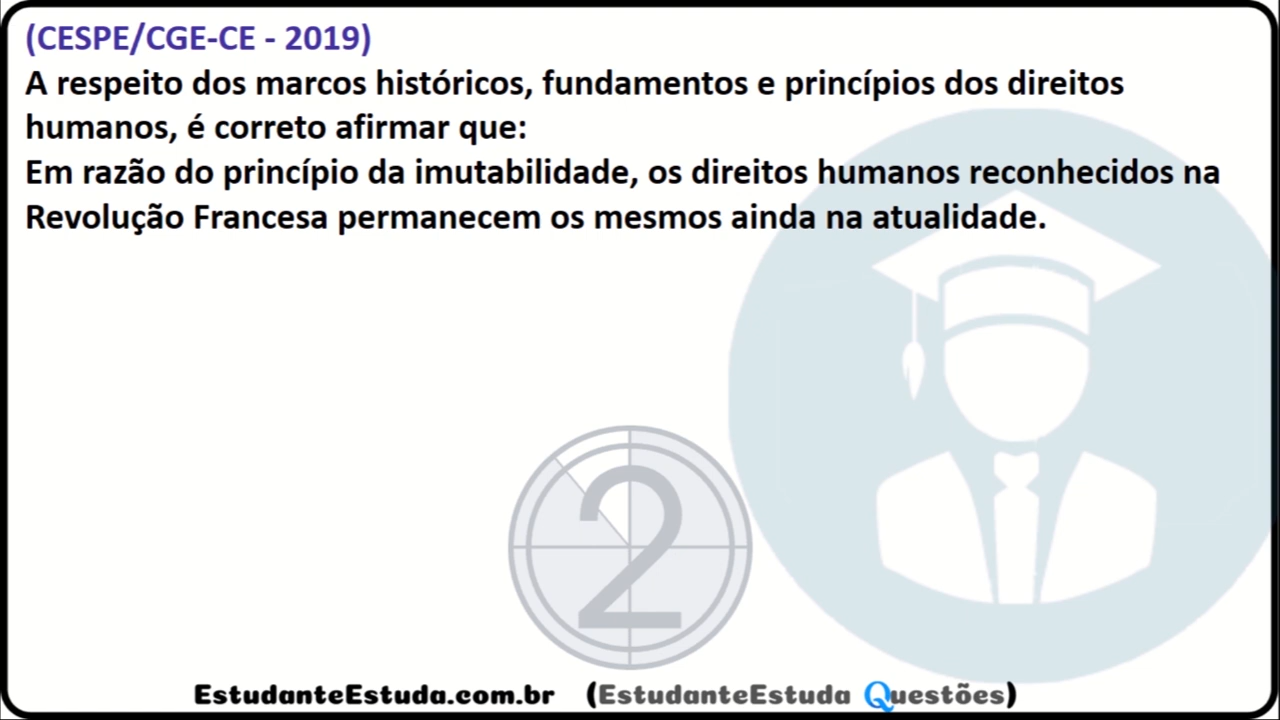 (CESPE/CGE-CE - 2019)
A respeito dos marcos históricos, fundamentos e princípios dos direitos
humanos, é correto afirmar que:
Em razão do princípio da imutabilidade, os direitos humanos reconhecidos na
Revolução Francesa permanecem os mesmos ainda na atualidade.
2
EstudanteEstuda.com.br (EstudanteEstuda Questões)